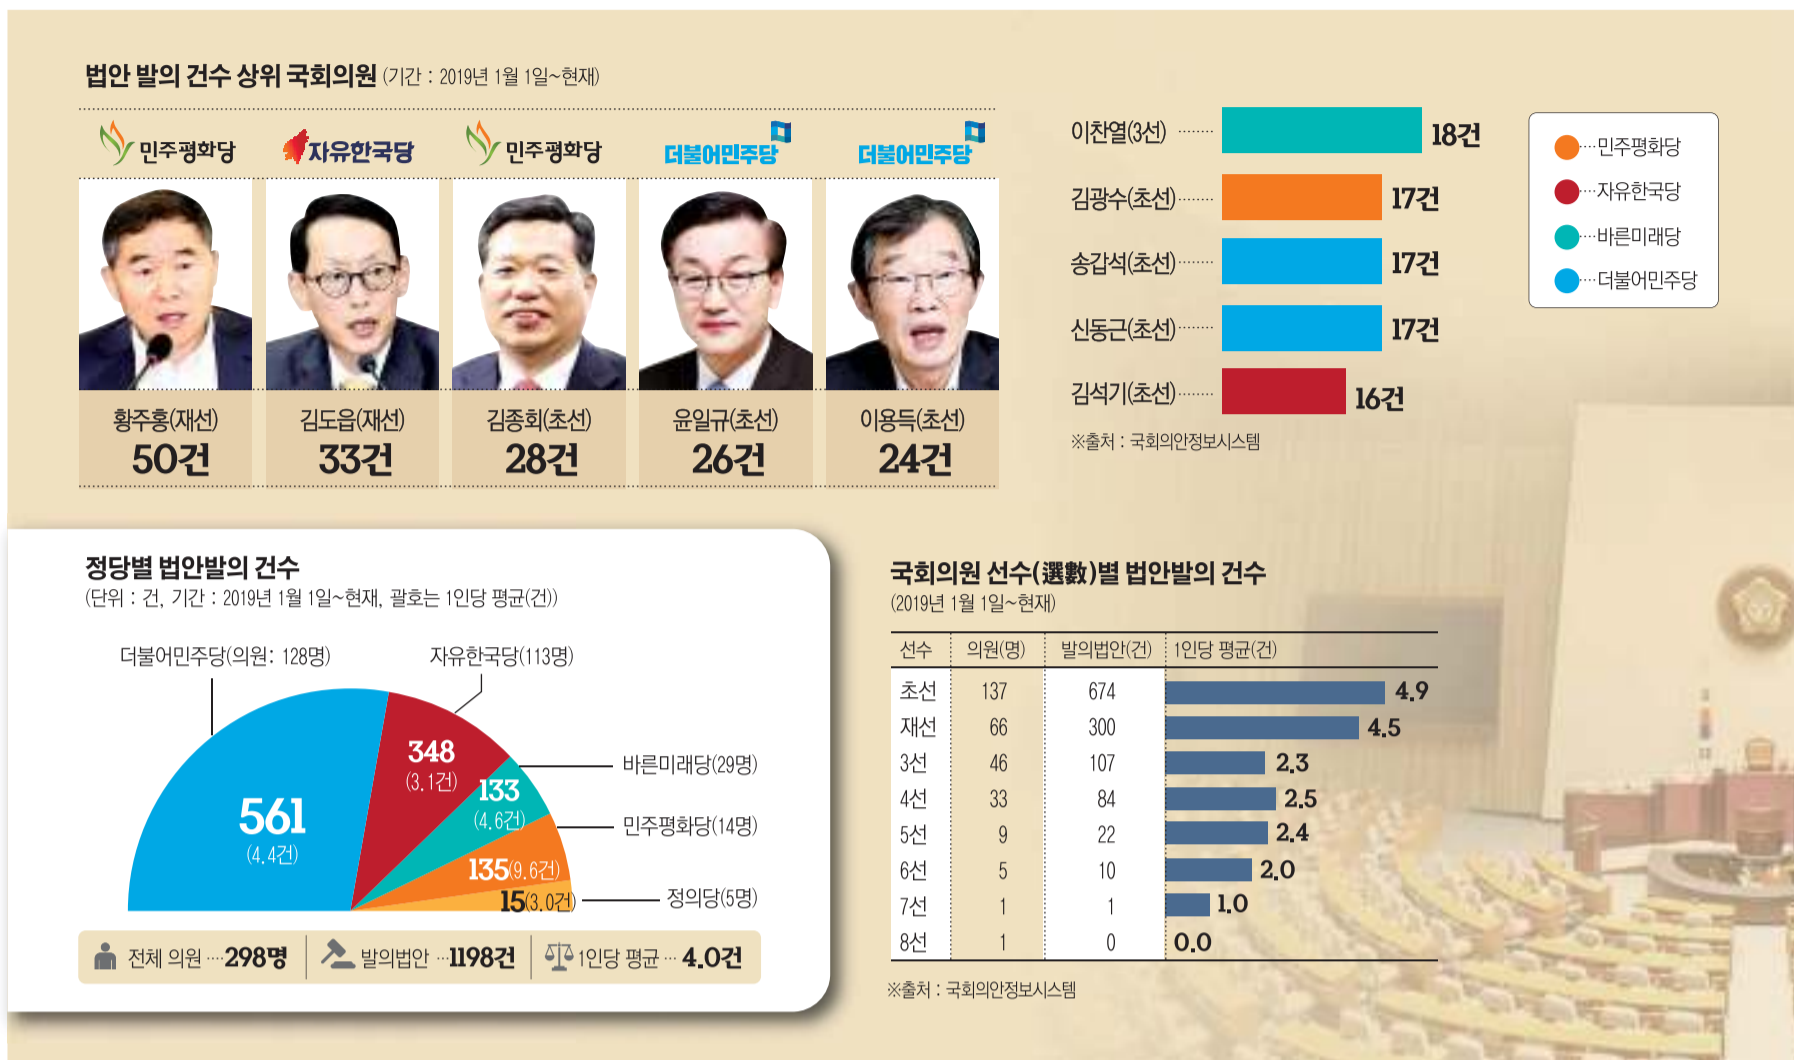 법안 발의 건수 상위 국회의원 (기간 : 2019년 1월 1일~현재)
민주평화당 자유한국당 민주평화당 더불어민주당 더불어민주당
황주홍(재선) 김도읍(재선) 김종회(초선) 윤일규(초선) 이용득(초선)
50건 33건 28건 26건 24건
이찬열(3선) 18건
김광수(초선) 17건
송갑석(초선) 17건
신동근(초선) 17건
김석기(초선) 16건
※출처 : 국회의안정보시스템
민주평화당
자유한국당
바른미래당
더불어민주당
정당별 법안발의 건수
(단위 : 건, 기간 : 2019년 1월 1일~현재, 괄호는 1인당 평균(건))
더불어민주당(의원: 128명) 자유한국당(113명)
바른미래당(29명)
민주평화당(14명)
정의당(5명)
561
(4.4건)
348
(3.1건)
133
(4.6건)
135(9.6건)
15(3.0건)
전체 의원 ····298명 발의법안 ···1198건 1인당 평균 ··· 4.0건
국회의원 선수(選數)별 법안발의 건수
(2019년 1월 1일~현재)
선수 의원(명) 발의법안(건) 1인당 평균(건)
초선 137 674 4.9
재선 66 300 4.5
3선 46 107 2.3
4선 33 84 2.5
5선 9 22 2.4
6선 5 10 2.0
7선 1 1 1.0
8선 1 0 0.0
※출처 : 국회의안정보시스템